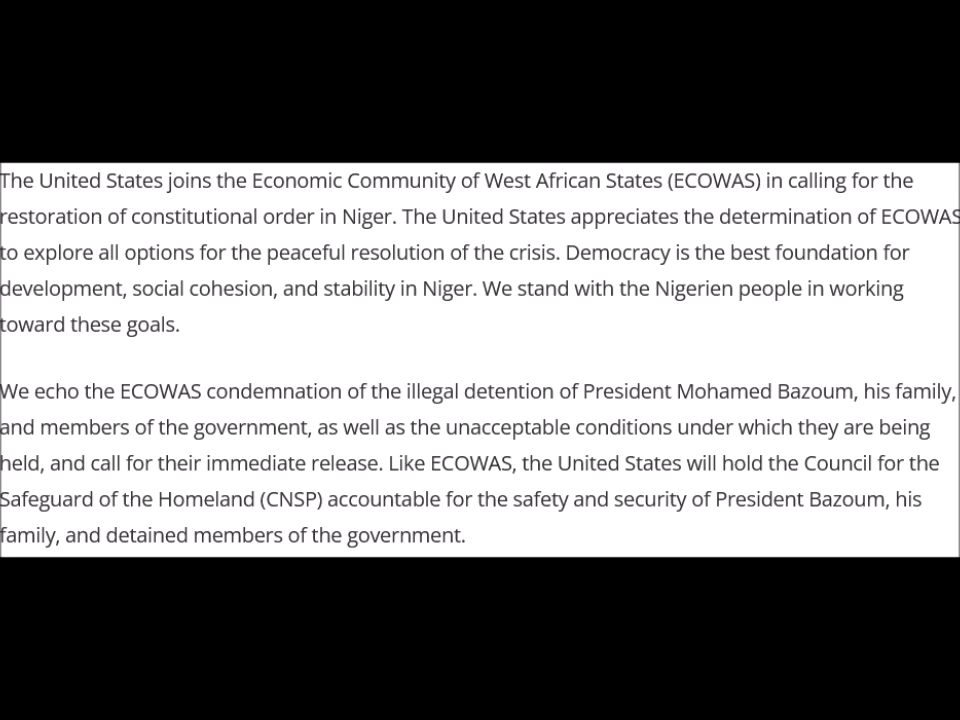 The United States joins the Economic Community of West African States (ECOWAS) in calling for the
restoration of constitutional order in Niger. The United States appreciates the determination of ECOWAS
to explore all options for the peaceful resolution of the crisis. Democracy is the best foundation for
development, social cohesion, and stability in Niger. We stand with the Nigerien people in working
toward these goals.
We echo the ECOWAS condemnation of the illegal detention of President Mohamed Bazoum, his family,
and members of the government, as well as the unacceptable conditions under which they are being
held, and call for their immediate release. Like ECOWAS, the United States will hold the Council for the
Safeguard of the Homeland (CNSP) accountable for the safety and security of President Bazoum, his
family, and detained members of the government.